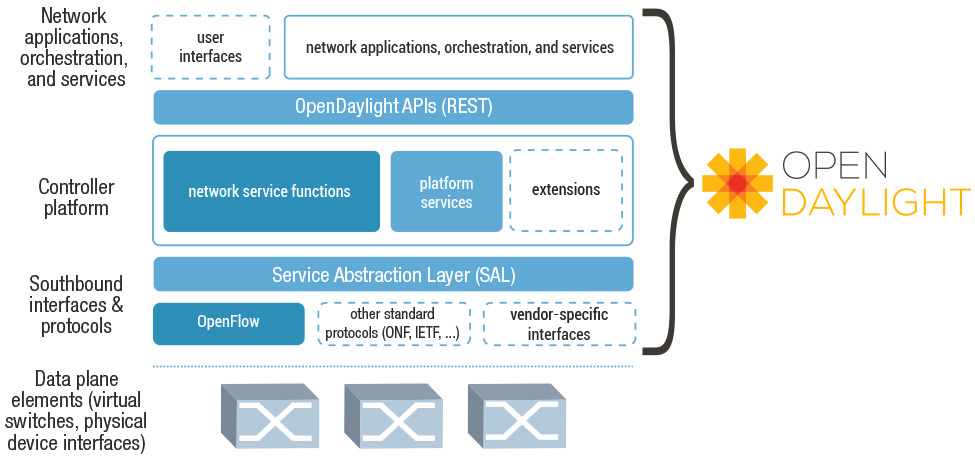 Network
applications,
orchestration,
and services
user
interfaces
network applications, orchestration, and services
OpenDaylight APIs (REST)
Controller
platform
network service functions
platform
services
extensions
Southbound
interfaces &
protocols
Service Abstraction Layer (SAL)
OpenFlow
other standard
protocols (ONF, IETF, ...)
vendor-specific
interfaces
Data plane
elements (virtual
switches, physical
device interfaces)
OPEN
DAYLIGHT